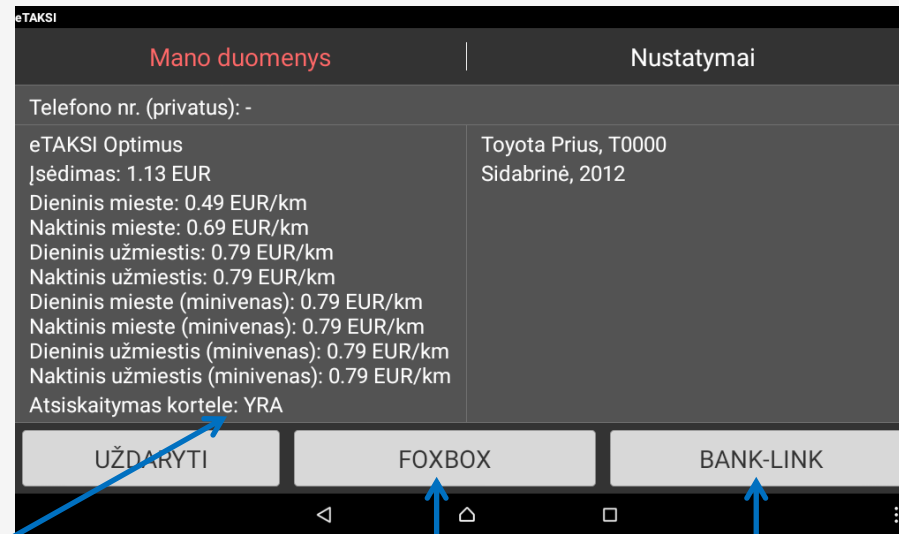 eTAKSI
Mano duomenys
Nustatymai
Telefono nr. (privatus): -
eTAKSI Optimus
Įsėdimas: 1.13 EUR
Dieninis mieste: 0.49 EUR/km
Naktinis mieste: 0.69 EUR/km
Dieninis užmiestis: 0.79 EUR/km
Naktinis užmiestis: 0.79 EUR/km
Dieninis mieste (minivenas): 0.79 EUR/km
Naktinis mieste (minivenas): 0.79 EUR/km
Dieninis užmiestis (minivenas): 0.79 EUR/km
Naktinis užmiestis (minivenas): 0.79 EUR/km
Atsiskaitymas kortele: YRA
Toyota Prius, T0000
Sidabrinė, 2012
UŽDARYTI
FOXBOX
BANK-LINK